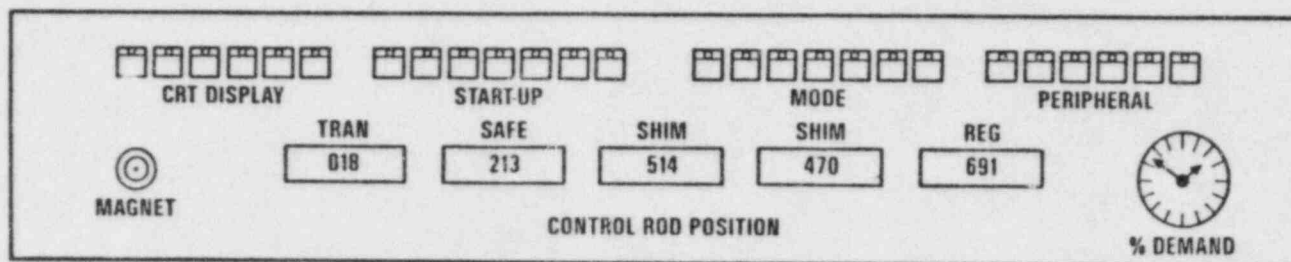 CRT DISPLAY START-UP MODE PERIPHERAL
TRAN SAFE SHIM SHIM REG
018 213 514 470 691
MAGNET
CONTROL ROD POSITION
% DEMAND